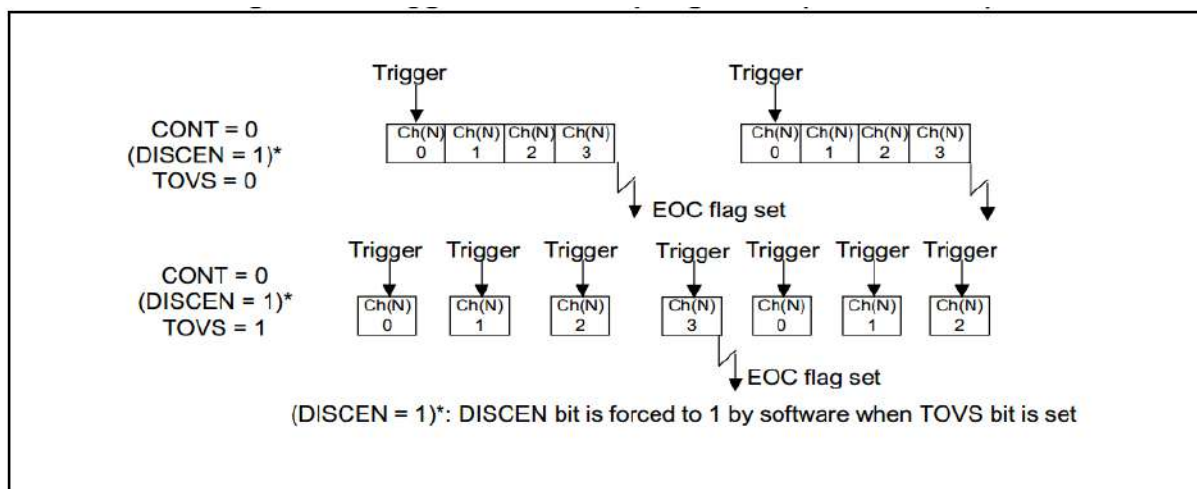 Trigger Trigger
CONT = 0
(DISCEN = 1)*
TOVS = 0
Ch(N) Ch(N) Ch(N) Ch(N)
0 1 2 3
Ch(N) Ch(N) Ch(N) Ch(N)
0 1 2 3
EOC flag set
Trigger Trigger Trigger Trigger Trigger Trigger Trigger
CONT = 0
(DISCEN = 1)*
TOVS = 1
Ch(N) Ch(N) Ch(N) Ch(N) Ch(N) Ch(N) Ch(N)
0 1 2 3 0 1 2
EOC flag set
(DISCEN = 1)*: DISCEN bit is forced to 1 by software when TOVS bit is set